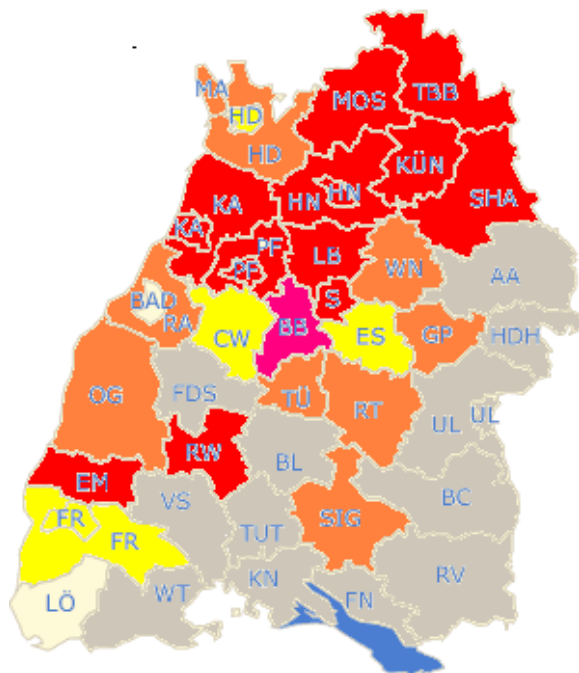 MA
MOS
TBB
HD
HD
KÜN
KA
HN
HN
SHA
KA
PF
LB
WN
PF
AA
BAD
S
RA
CW
BB
ES
GP
HDH
OG
FDS
TÜ
RT
UL
UL
RW
BL
EM
VS
BC
FR
SIG
FR
TUT
LÖ
WT
KN
FN
RV